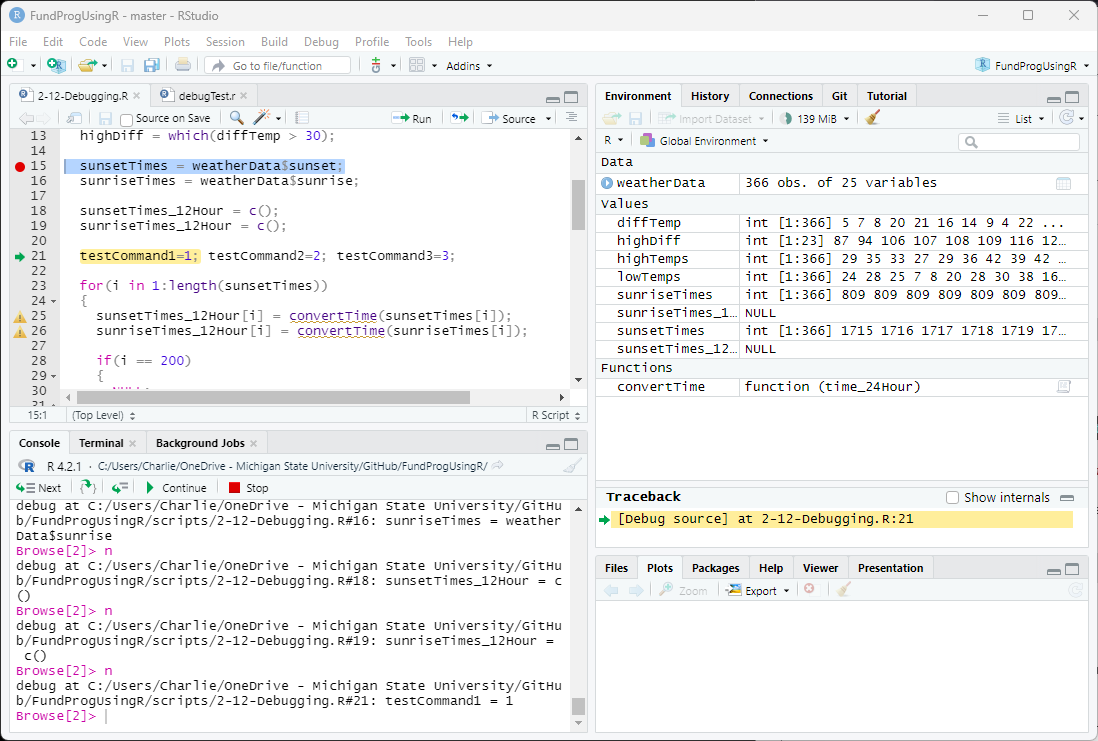 FundProgUsingR - master - RStudio
File Edit Code View Plots Session Build Debug Profile Tools Help
Go to file/function Addins FundProgUsingR
2-12-Debugging.R debugTest.r
Source on Save Run Source
13 highDiff = which(diffTemp > 30);
14
15 sunsetTimes = weatherData$sunset;
16 sunriseTimes = weatherData$sunrise;
17
18 sunsetTimes_12Hour = c();
19 sunriseTimes_12Hour = c();
20
21 testCommand1=1; testCommand2=2; testCommand3=3;
22
23 for(i in 1:length(sunsetTimes))
24 {
25 sunsetTimes_12Hour[i] = convertTime(sunsetTimes[i]);
26 sunriseTimes_12Hour[i] = convertTime(sunriseTimes[i]);
27
28 if(i == 200)
29 {
30
31
15:1 (Top Level) R Script
Console Terminal Background Jobs
R 4.2.1 · C:/Users/Charlie/OneDrive - Michigan State University/GitHub/FundProgUsingR/
Next Continue Stop
debug at C:/Users/Charlie/OneDrive - Michigan State University/GitHu
b/FundProgUsingR/scripts/2-12-Debugging.R#16: sunriseTimes = weather
Data$sunrise
Browse[2]> n
debug at C:/Users/Charlie/OneDrive - Michigan State University/GitHu
b/FundProgUsingR/scripts/2-12-Debugging.R#18: sunsetTimes_12Hour = c
()
Browse[2]> n
debug at C:/Users/Charlie/OneDrive - Michigan State University/GitHu
b/FundProgUsingR/scripts/2-12-Debugging.R#19: sunriseTimes_12Hour =
c()
Browse[2]> n
debug at C:/Users/Charlie/OneDrive - Michigan State University/GitHu
b/FundProgUsingR/scripts/2-12-Debugging.R#21: testCommand1 = 1
Browse[2]>
Environment History Connections Git Tutorial
Import Dataset 139 MiB List
R Global Environment
Data
weatherData 366 obs. of 25 variables
Values
diffTemp int [1:366] 5 7 8 20 21 16 14 9 4 22 ...
highDiff int [1:23] 87 94 106 107 108 109 116 12…
highTemps int [1:366] 29 35 33 27 29 36 42 39 42 …
lowTemps int [1:366] 24 28 25 7 8 20 28 30 38 16…
sunriseTimes int [1:366] 809 809 809 809 809 809 809…
sunriseTimes_1… NULL
sunsetTimes int [1:366] 1715 1716 1717 1718 1719 17…
sunsetTimes_12… NULL
Functions
convertTime function (time_24Hour)
Traceback Show internals
[Debug source] at 2-12-Debugging.R:21
Files Plots Packages Help Viewer Presentation
Zoom Export